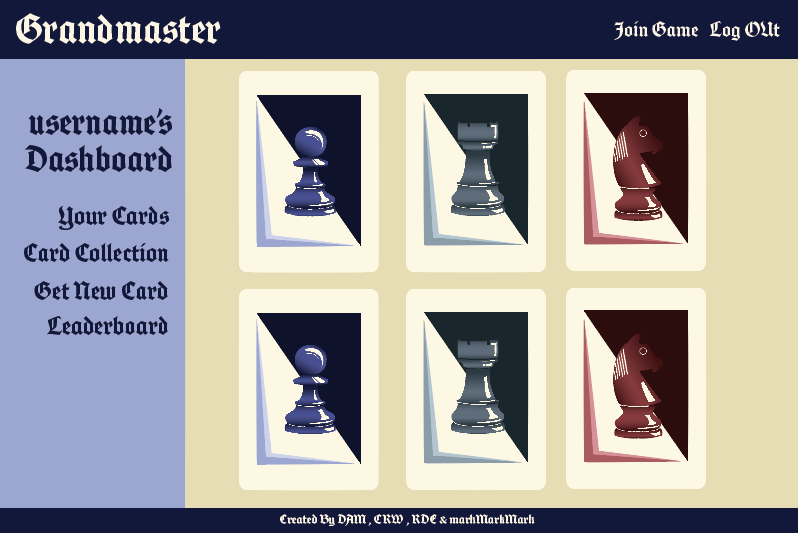 Grandmaster
Join Game Log OUt
username's
Dashboard
Your Cards
Card Collection
Get New Card
Leaderboard
Created By DAM , CRW , RDE & markMarkMark